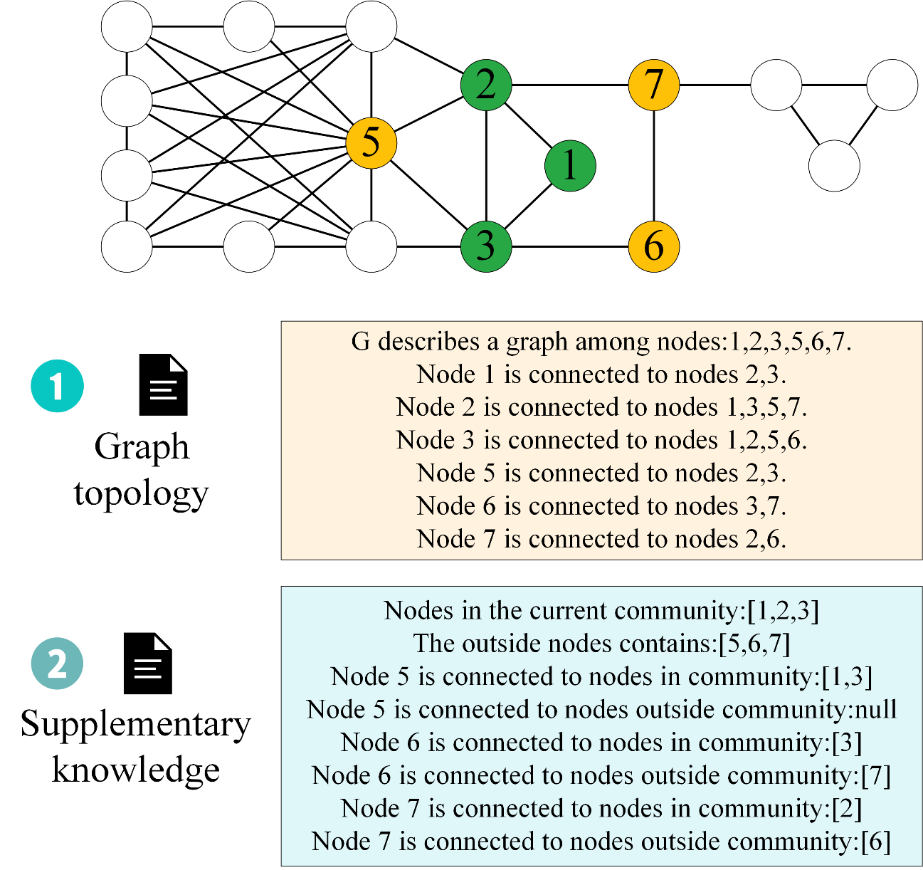 2
7
5
1
3
6
1
Graph
topology
G describes a graph among nodes:1,2,3,5,6,7.
Node 1 is connected to nodes 2,3.
Node 2 is connected to nodes 1,3,5,7.
Node 3 is connected to nodes 1,2,5,6.
Node 5 is connected to nodes 2,3.
Node 6 is connected to nodes 3,7.
Node 7 is connected to nodes 2,6.
2
Supplementary
knowledge
Nodes in the current community:[1,2,3]
The outside nodes contains:[5,6,7]
Node 5 is connected to nodes in community:[1,3]
Node 5 is connected to nodes outside community:null
Node 6 is connected to nodes in community:[3]
Node 6 is connected to nodes outside community:[7]
Node 7 is connected to nodes in community:[2]
Node 7 is connected to nodes outside community:[6]